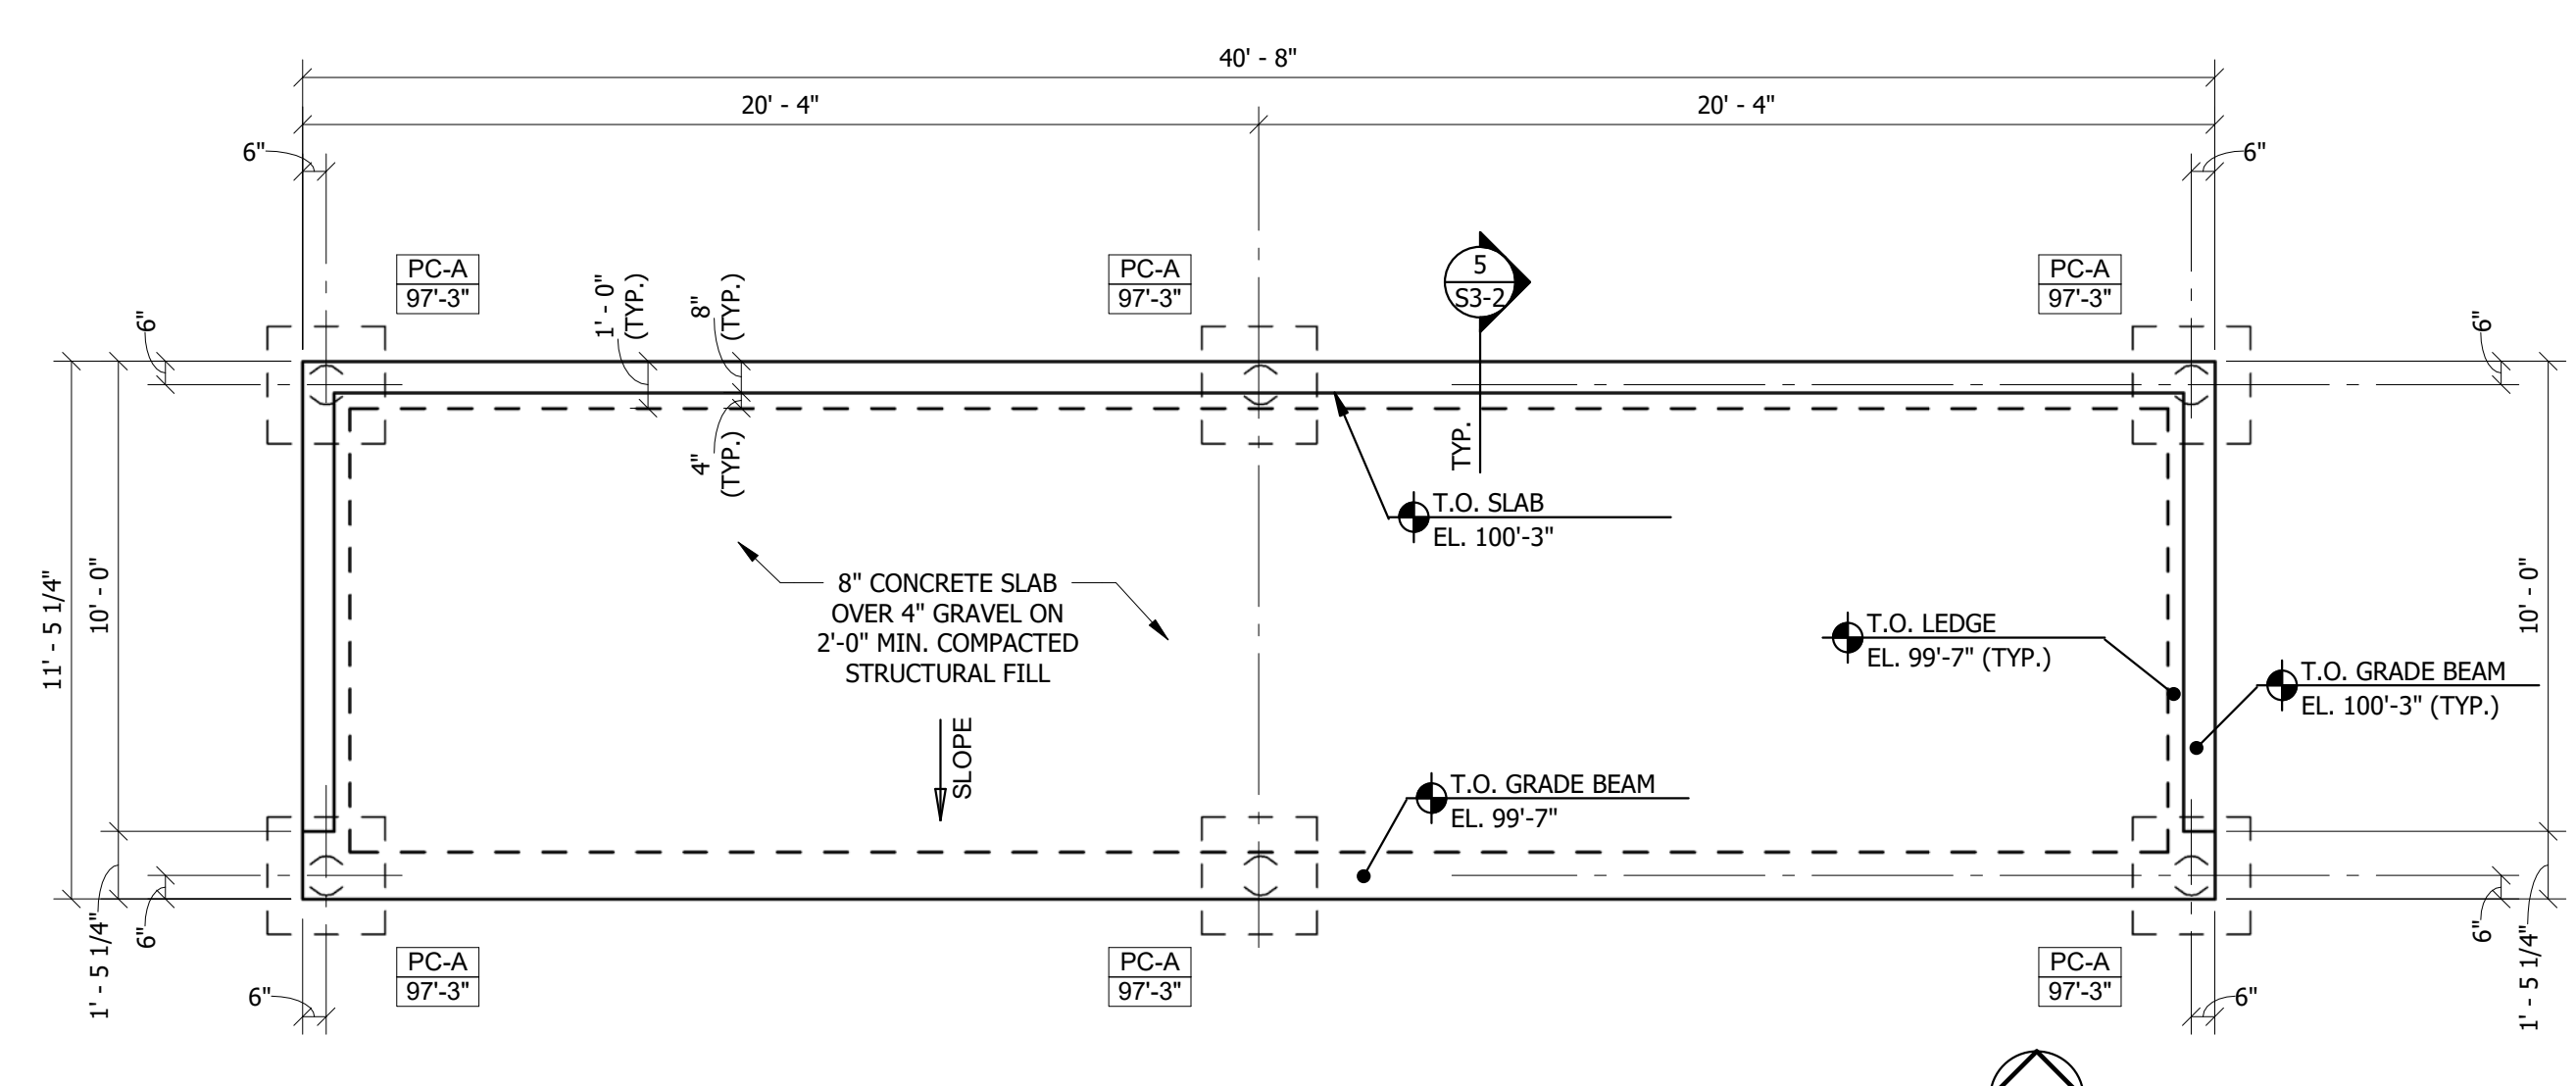 40' - 8"
20' - 4"
20' - 4"
6"
6"
PC-A
97'-3"
PC-A
97'-3"
PC-A
97'-3"
5
S3-2
TYP.
1' - 0"
(TYP.)
8"
(TYP.)
4"
(TYP.)
6"
6"
T.O. SLAB
EL. 100'-3"
11' - 5 1/4"
10' - 0"
8" CONCRETE SLAB
OVER 4" GRAVEL ON
2'-0" MIN. COMPACTED
STRUCTURAL FILL
T.O. LEDGE
EL. 99'-7" (TYP.)
10' - 0"
T.O. GRADE BEAM
EL. 100'-3" (TYP.)
SLOPE
T.O. GRADE BEAM
EL. 99'-7"
1' - 5 1/4"
6"
6"
1' - 5 1/4"
PC-A
97'-3"
PC-A
97'-3"
PC-A
97'-3"
6"
6"